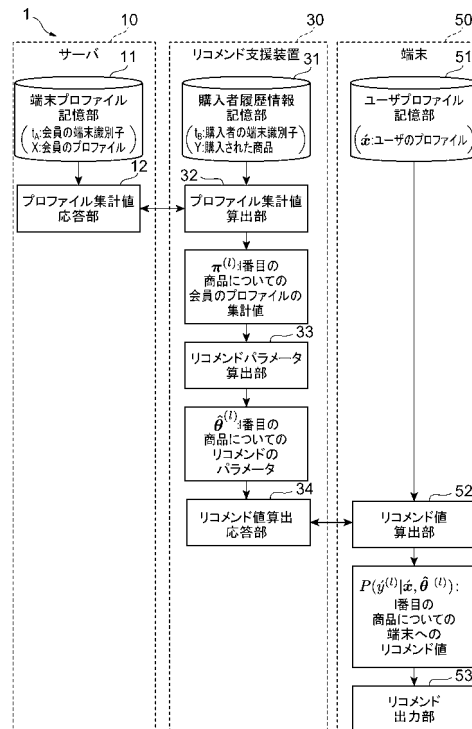 1
10
30
50
サーバ
リコメンド支援装置
端末
11
31
51
端末プロファイル
記憶部
t_A:会員の端末識別子
X:会員のプロファイル
購入者履歴情報
記憶部
t_B:購入者の端末識別子
Y:購入された商品
ユーザプロファイル
記憶部
x́:ユーザのプロファイル
12
32
プロファイル集計値
応答部
プロファイル集計値
算出部
π^(l):l番目の
商品についての
会員のプロファイルの
集計値
33
リコメンドパラメータ
算出部
θ̂^(l):l番目の
商品についての
リコメンドの
パラメータ
34
52
リコメンド値算出
応答部
リコメンド値
算出部
P(ý^(l)|x́,θ̂^(l)):
l番目の
商品についての
端末への
リコメンド値
53
リコメンド
出力部